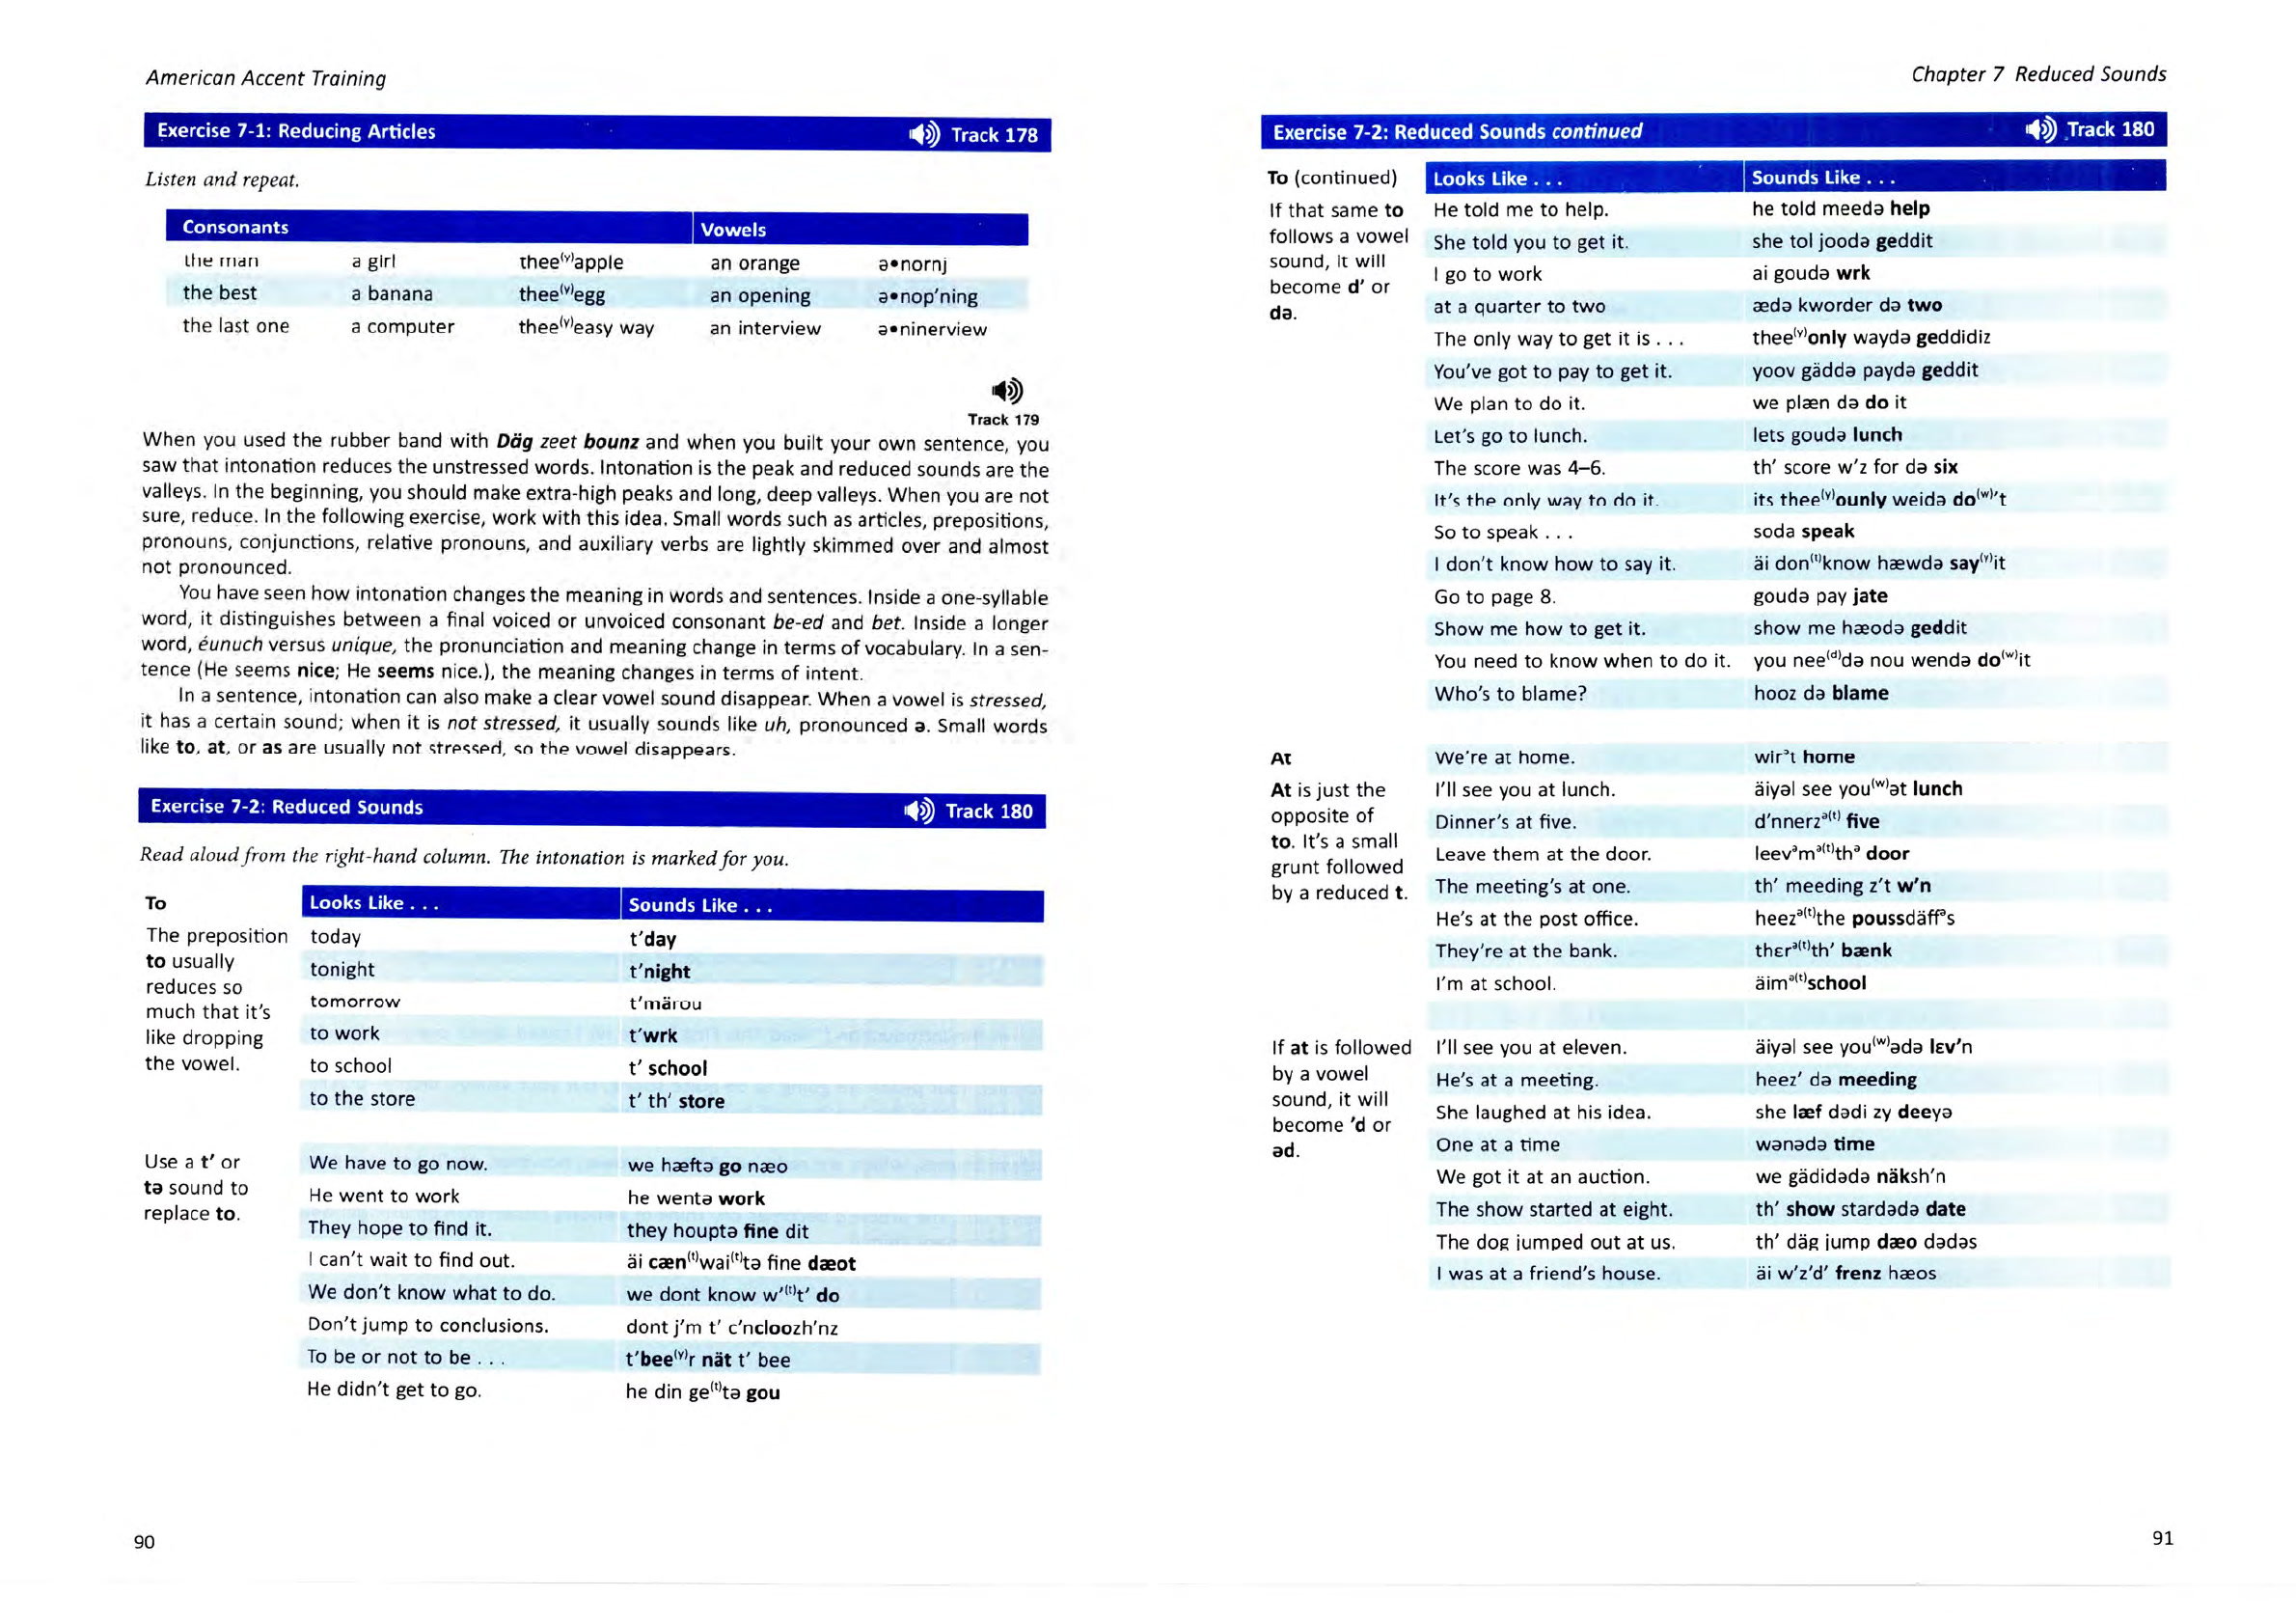 American Accent Training
Exercise 7-1: Reducing Articles Track 178
Listen and repeat.
Consonants Vowels
the man a girl thee⁽ʸ⁾apple an orange ə•nornj
the best a banana thee⁽ʸ⁾egg an opening ə•nop'ning
the last one a computer thee⁽ʸ⁾easy way an interview ə•ninerview
Track 179
When you used the rubber band with Däg zeet bounz and when you built your own sentence, you
saw that intonation reduces the unstressed words. Intonation is the peak and reduced sounds are the
valleys. In the beginning, you should make extra-high peaks and long, deep valleys. When you are not
sure, reduce. In the following exercise, work with this idea. Small words such as articles, prepositions,
pronouns, conjunctions, relative pronouns, and auxiliary verbs are lightly skimmed over and almost
not pronounced.
You have seen how intonation changes the meaning in words and sentences. Inside a one-syllable
word, it distinguishes between a final voiced or unvoiced consonant be-ed and bet. Inside a longer
word, éunuch versus unique, the pronunciation and meaning change in terms of vocabulary. In a sen-
tence (He seems nice; He seems nice.), the meaning changes in terms of intent.
In a sentence, intonation can also make a clear vowel sound disappear. When a vowel is stressed,
it has a certain sound; when it is not stressed, it usually sounds like uh, pronounced ə. Small words
like to, at, or as are usually not stressed, so the vowel disappears.
Exercise 7-2: Reduced Sounds Track 180
Read aloud from the right-hand column. The intonation is marked for you.
To Looks Like . . . Sounds Like . . .
The preposition
to usually
reduces so
much that it's
like dropping
the vowel.
today t'day
tonight t'night
tomorrow t'märou
to work t'wrk
to school t' school
to the store t' th' store
Use a t' or
tə sound to
replace to.
We have to go now. we hæftə go næo
He went to work he wentə work
They hope to find it. they houptə fine dit
I can't wait to find out. äi cæn⁽ᵗ⁾wai⁽ᵗ⁾tə fine dæot
We don't know what to do. we dont know w'⁽ᵗ⁾t' do
Don't jump to conclusions. dont j'm t' c'ncloozh'nz
To be or not to be . . . t'bee⁽ʸ⁾r nät t' bee
He didn't get to go. he din ge⁽ᵗ⁾tə gou
90
Chapter 7 Reduced Sounds
Exercise 7-2: Reduced Sounds continued Track 180
To (continued) Looks Like . . . Sounds Like . . .
If that same to
follows a vowel
sound, it will
become d' or
də.
He told me to help. he told meedə help
She told you to get it. she tol joodə geddit
I go to work ai goudə wrk
at a quarter to two ædə kworder də two
The only way to get it is . . . thee⁽ʸ⁾only waydə geddidiz
You've got to pay to get it. yoov gäddə paydə geddit
We plan to do it. we plæn də do it
Let's go to lunch. lets goudə lunch
The score was 4–6. th' score w'z for də six
It's the only way to do it. its thee⁽ʸ⁾ounly weidə do⁽ʷ⁾'t
So to speak . . . soda speak
I don't know how to say it. äi don⁽ᵗ⁾know hæwdə say⁽ʸ⁾it
Go to page 8. goudə pay jate
Show me how to get it. show me hæodə geddit
You need to know when to do it. you nee⁽ᵈ⁾də nou wendə do⁽ʷ⁾it
Who's to blame? hooz də blame
At
At is just the
opposite of
to. It's a small
grunt followed
by a reduced t.
We're at home. wirᵊt home
I'll see you at lunch. äiyəl see you⁽ʷ⁾ət lunch
Dinner's at five. d'nnerzᵊ⁽ᵗ⁾ five
Leave them at the door. leevᵊmᵊ⁽ᵗ⁾thᵊ door
The meeting's at one. th' meeding z't w'n
He's at the post office. heezᵊ⁽ᵗ⁾the poussdäffᵊs
They're at the bank. thɛrᵊ⁽ᵗ⁾th' bænk
I'm at school. äimᵊ⁽ᵗ⁾school
If at is followed
by a vowel
sound, it will
become 'd or
əd.
I'll see you at eleven. äiyəl see you⁽ʷ⁾ədə lɛv'n
He's at a meeting. heez' də meeding
She laughed at his idea. she læf dədi zy deeyə
One at a time wənədə time
We got it at an auction. we gädidədə näksh'n
The show started at eight. th' show stardədə date
The dog jumped out at us. th' däg jump dæo dədəs
I was at a friend's house. äi w'z'd' frenz hæos
91